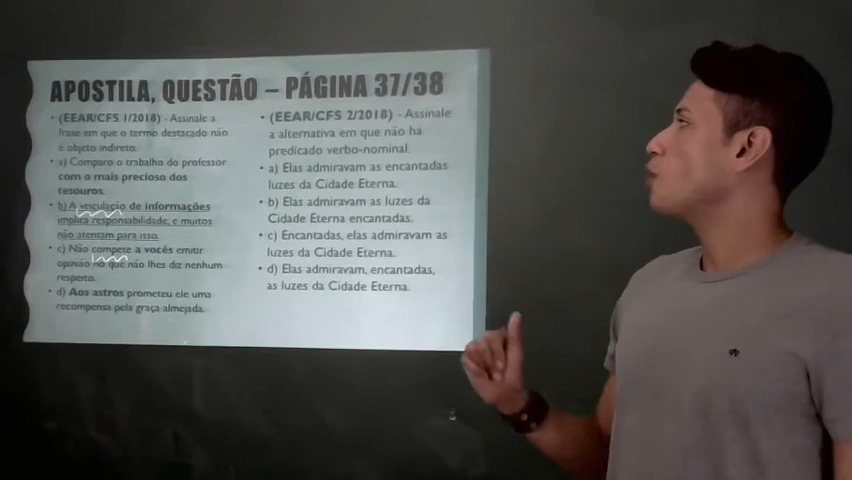 APOSTILA, QUESTÃO – PÁGINA 37/38
• (EEAR/CFS 1/2018) - Assinale a
frase em que o termo destacado não
é objeto indireto.
• a) Comparo o trabalho do professor
com o mais precioso dos
tesouros.
• b) A veiculação de informações
implica responsabilidade, e muitos
não atentam para isso.
• c) Não compete a vocês emitir
opinião no que não lhes diz nenhum
respeito.
• d) Aos astros prometeu ele uma
recompensa pela graça almejada.
• (EEAR/CFS 2/2018) - Assinale
a alternativa em que não há
predicado verbo-nominal.
• a) Elas admiravam as encantadas
luzes da Cidade Eterna.
• b) Elas admiravam as luzes da
Cidade Eterna encantadas.
• c) Encantadas, elas admiravam as
luzes da Cidade Eterna.
• d) Elas admiravam, encantadas,
as luzes da Cidade Eterna.